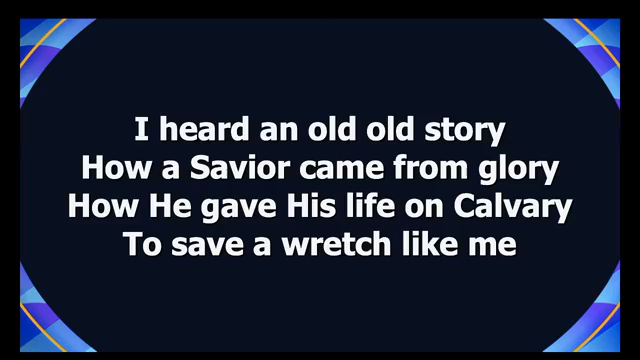 I heard an old old story
How a Savior came from glory
How He gave His life on Calvary
To save a wretch like me